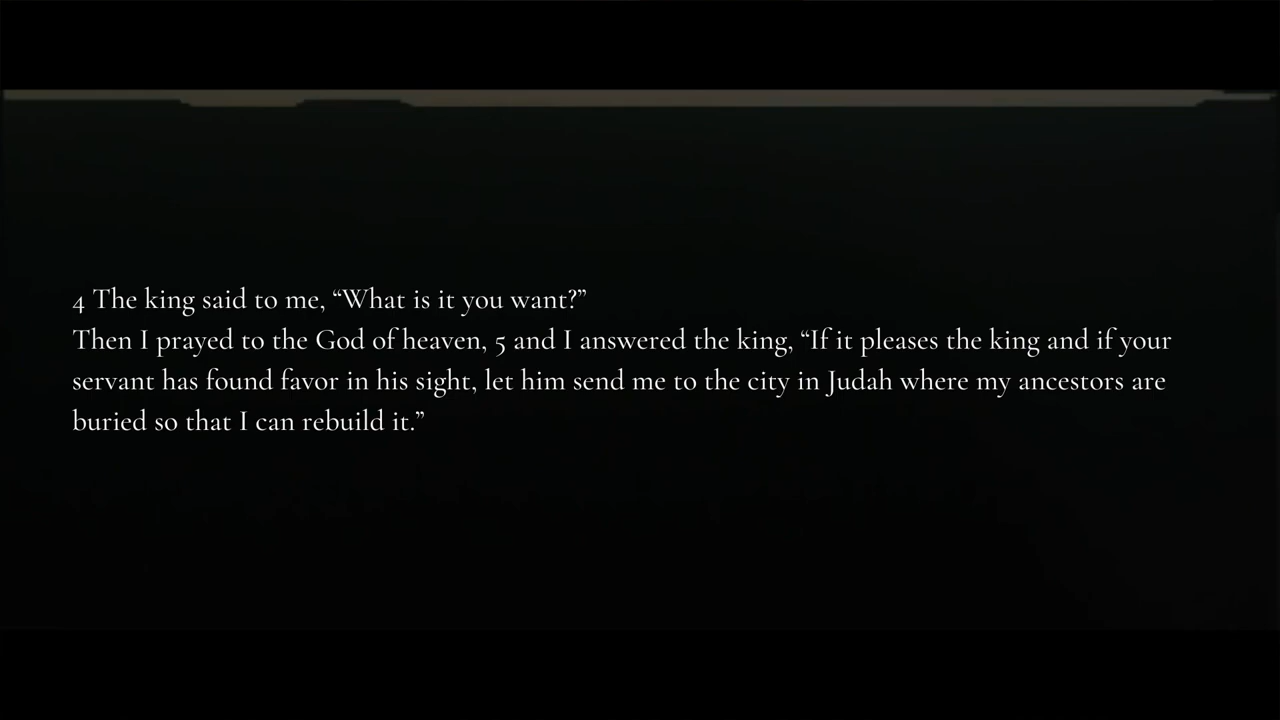 4 The king said to me, “What is it you want?”
Then I prayed to the God of heaven, 5 and I answered the king, “If it pleases the king and if your
servant has found favor in his sight, let him send me to the city in Judah where my ancestors are
buried so that I can rebuild it.”